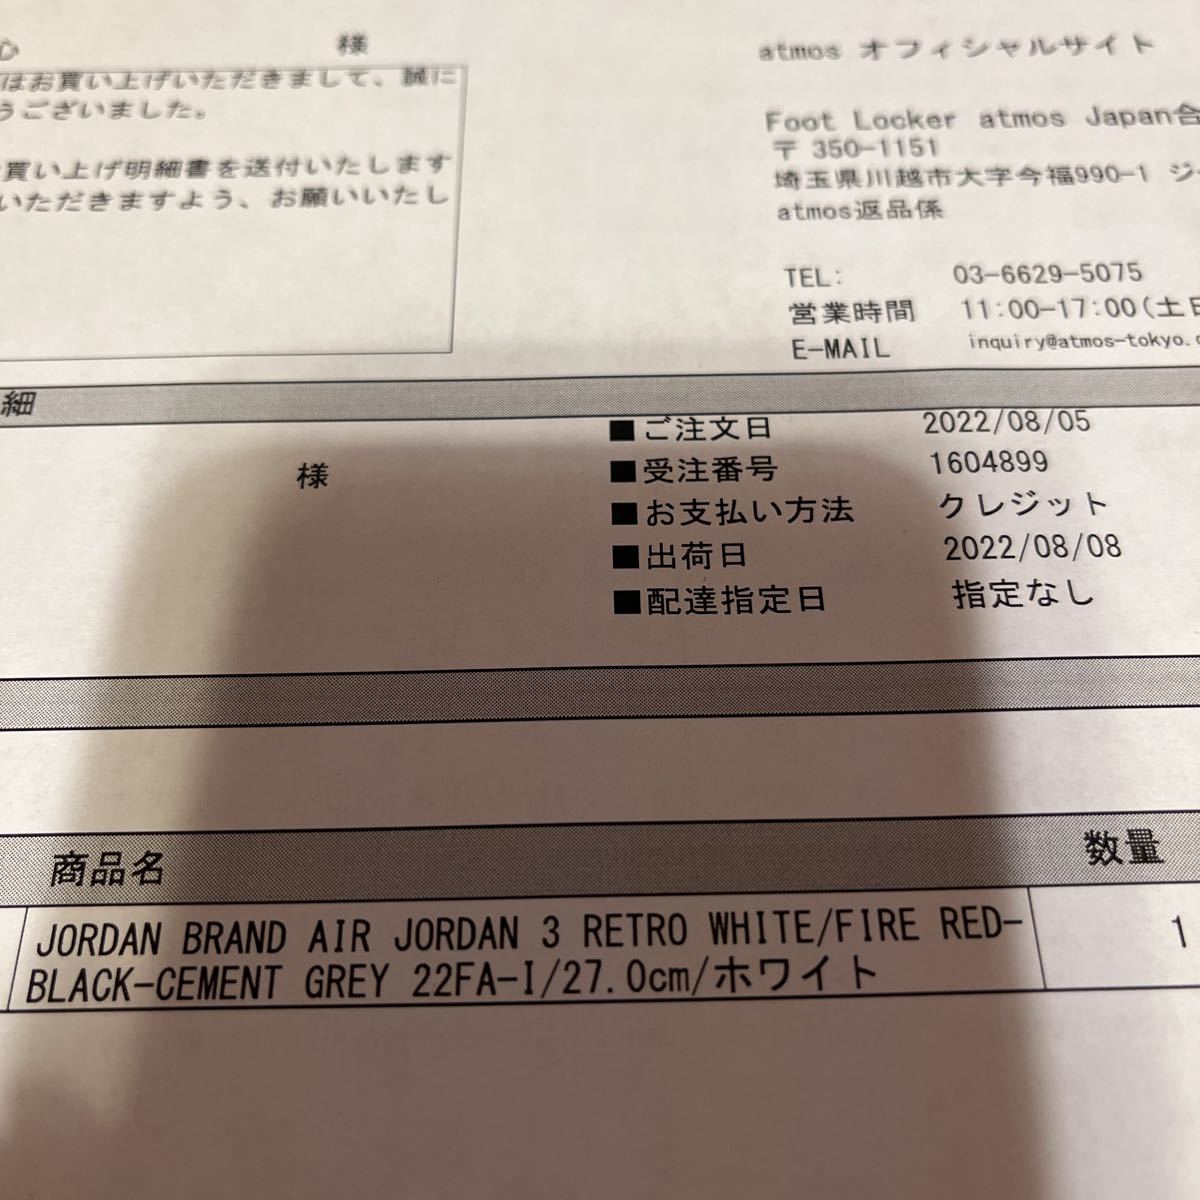 心 様
はお買い上げいただきまして、誠に
うございました。
買い上げ明細書を送付いたします
いただきますよう、お願いいたし
atmos オフィシャルサイト
Foot Locker atmos Japan合
〒 350-1151
埼玉県川越市大字今福990-1 ジ
atmos返品係
TEL: 03-6629-5075
営業時間 11:00-17:00(土日
E-MAIL inquiry@atmos-tokyo.c
細
様
■ご注文日 2022/08/05
■受注番号 1604899
■お支払い方法 クレジット
■出荷日 2022/08/08
■配達指定日 指定なし
商品名 数量
JORDAN BRAND AIR JORDAN 3 RETRO WHITE/FIRE RED-
BLACK-CEMENT GREY 22FA-I/27.0cm/ホワイト
1